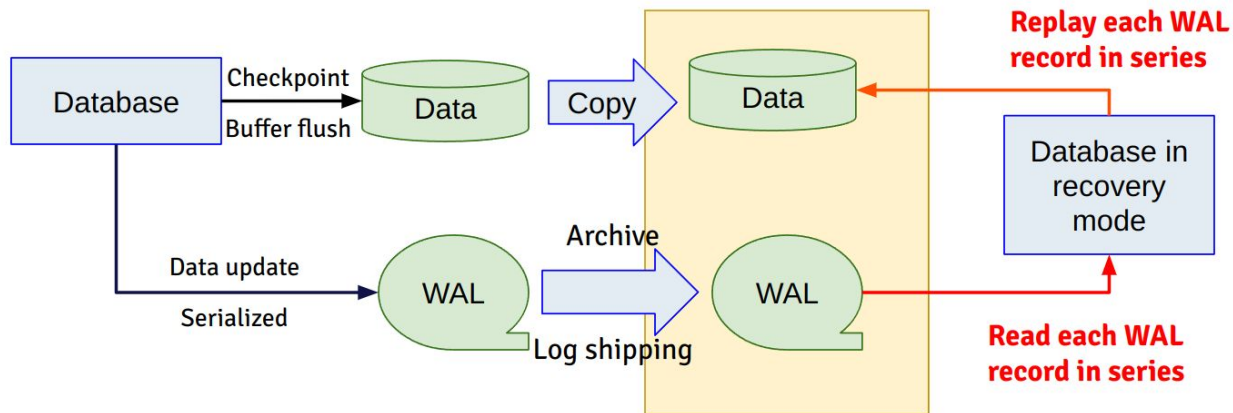 Replay each WAL
record in series
Database
Checkpoint
Buffer flush
Data
Copy
Data
Database in
recovery
mode
Data update
Serialized
WAL
Archive
Log shipping
WAL
Read each WAL
record in series